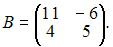 B = (11 −6
4 5).